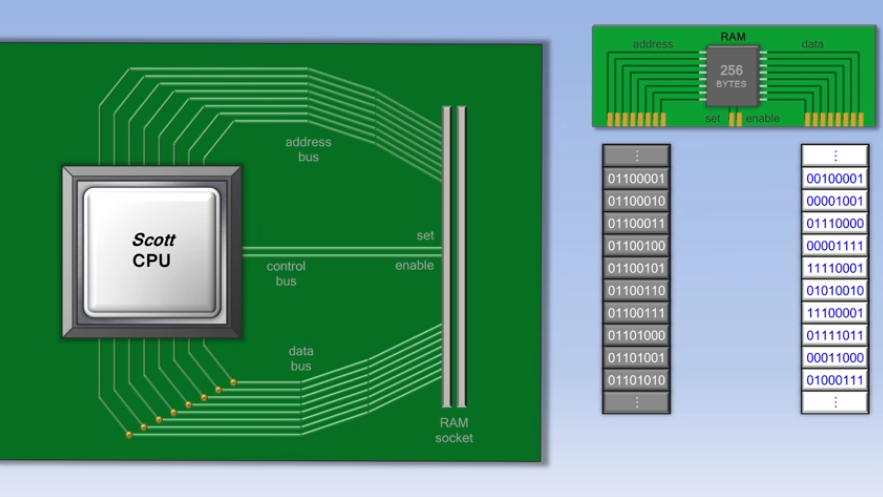 address
bus
Scott
CPU
set
control
bus
enable
data
bus
RAM
socket
RAM
address
data
256
BYTES
set
enable
⋮
01100001
01100010
01100011
01100100
01100101
01100110
01100111
01101000
01101001
01101010
⋮
⋮
00100001
00001001
01110000
00001111
11110001
01010010
11100001
01111011
00011000
01000111
⋮